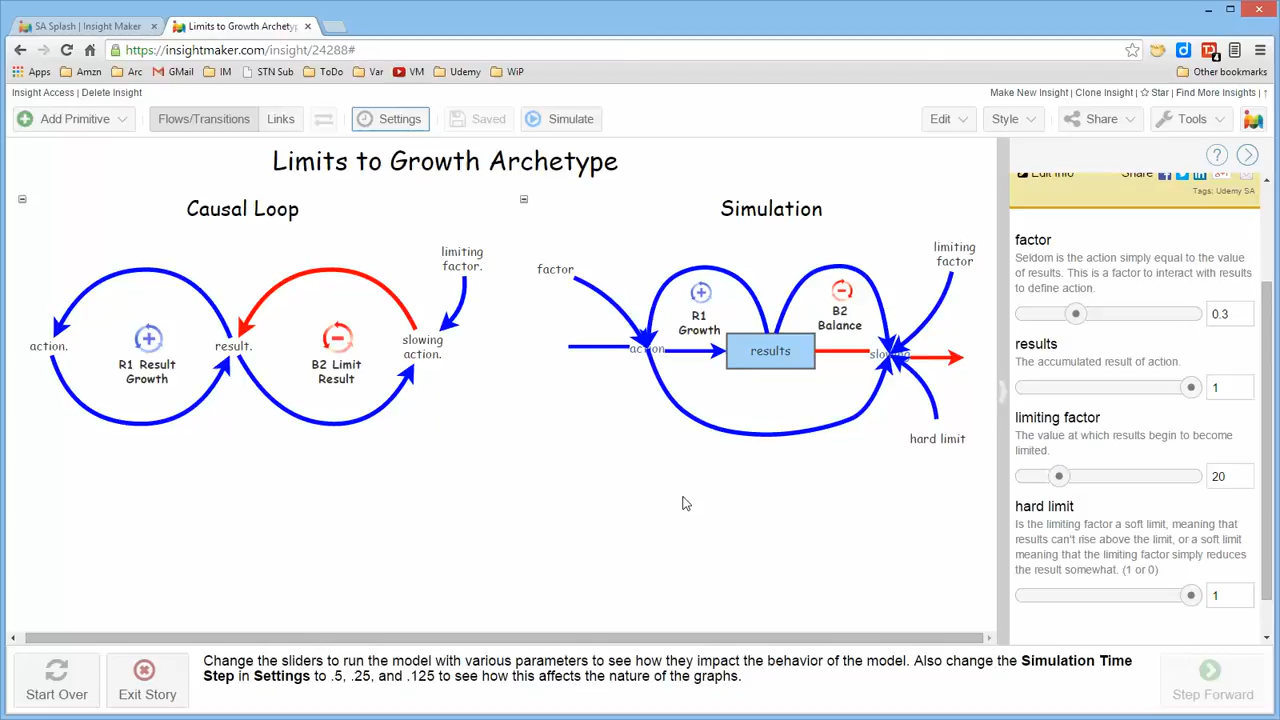 SA Splash | Insight Maker
Limits to Growth Archety
https://insightmaker.com/insight/24288#
Apps Amzn Arc GMail IM STN Sub ToDo Var VM Udemy WiP Other bookmarks
Insight Access | Delete Insight
Make New Insight | Clone Insight | Star | Find More Insights | ↑
Add Primitive Flows/Transitions Links Settings Saved Simulate Edit Style Share Tools
Limits to Growth Archetype
Causal Loop
limiting
factor.
action.
R1 Result
Growth
result.
B2 Limit
Result
slowing
action.
Simulation
factor
limiting
factor
R1
Growth
B2
Balance
action
results
slowing
hard limit
Edit Info
Share
Tags: Udemy SA
factor
Seldom is the action simply equal to the value
of results. This is a factor to interact with results
to define action.
0.3
results
The accumulated result of action.
1
limiting factor
The value at which results begin to become
limited.
20
hard limit
Is the limiting factor a soft limit, meaning that
results can't rise above the limit, or a soft limit
meaning that the limiting factor simply reduces
the result somewhat. (1 or 0)
1
Start Over
Exit Story
Change the sliders to run the model with various parameters to see how they impact the behavior of the model. Also change the Simulation Time
Step in Settings to .5, .25, and .125 to see how this affects the nature of the graphs.
Step Forward